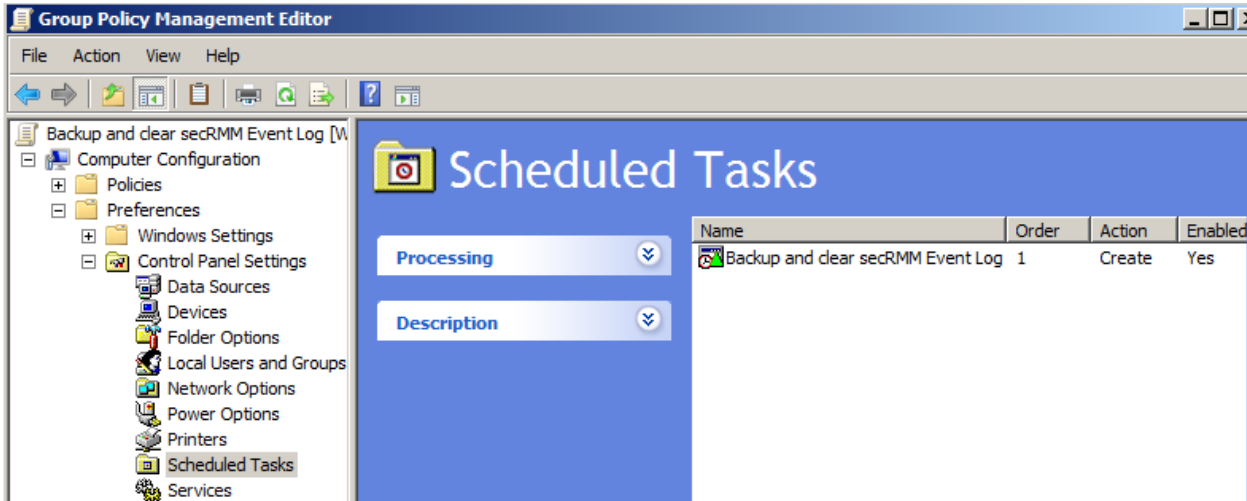 Group Policy Management Editor
File Action View Help
Backup and clear secRMM Event Log [W
Computer Configuration
Policies
Preferences
Windows Settings
Control Panel Settings
Data Sources
Devices
Folder Options
Local Users and Groups
Network Options
Power Options
Printers
Scheduled Tasks
Services
Scheduled Tasks
Processing
Description
Name Order Action Enabled
Backup and clear secRMM Event Log 1 Create Yes